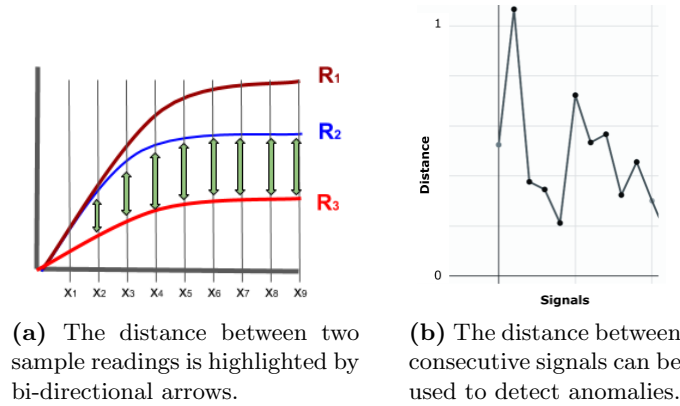 R1
R2
R3
X1 X2 X3 X4 X5 X6 X7 X8 X9
(a) The distance between two
sample readings is highlighted by
bi-directional arrows.
1
Distance
0
Signals
(b) The distance between
consecutive signals can be
used to detect anomalies.